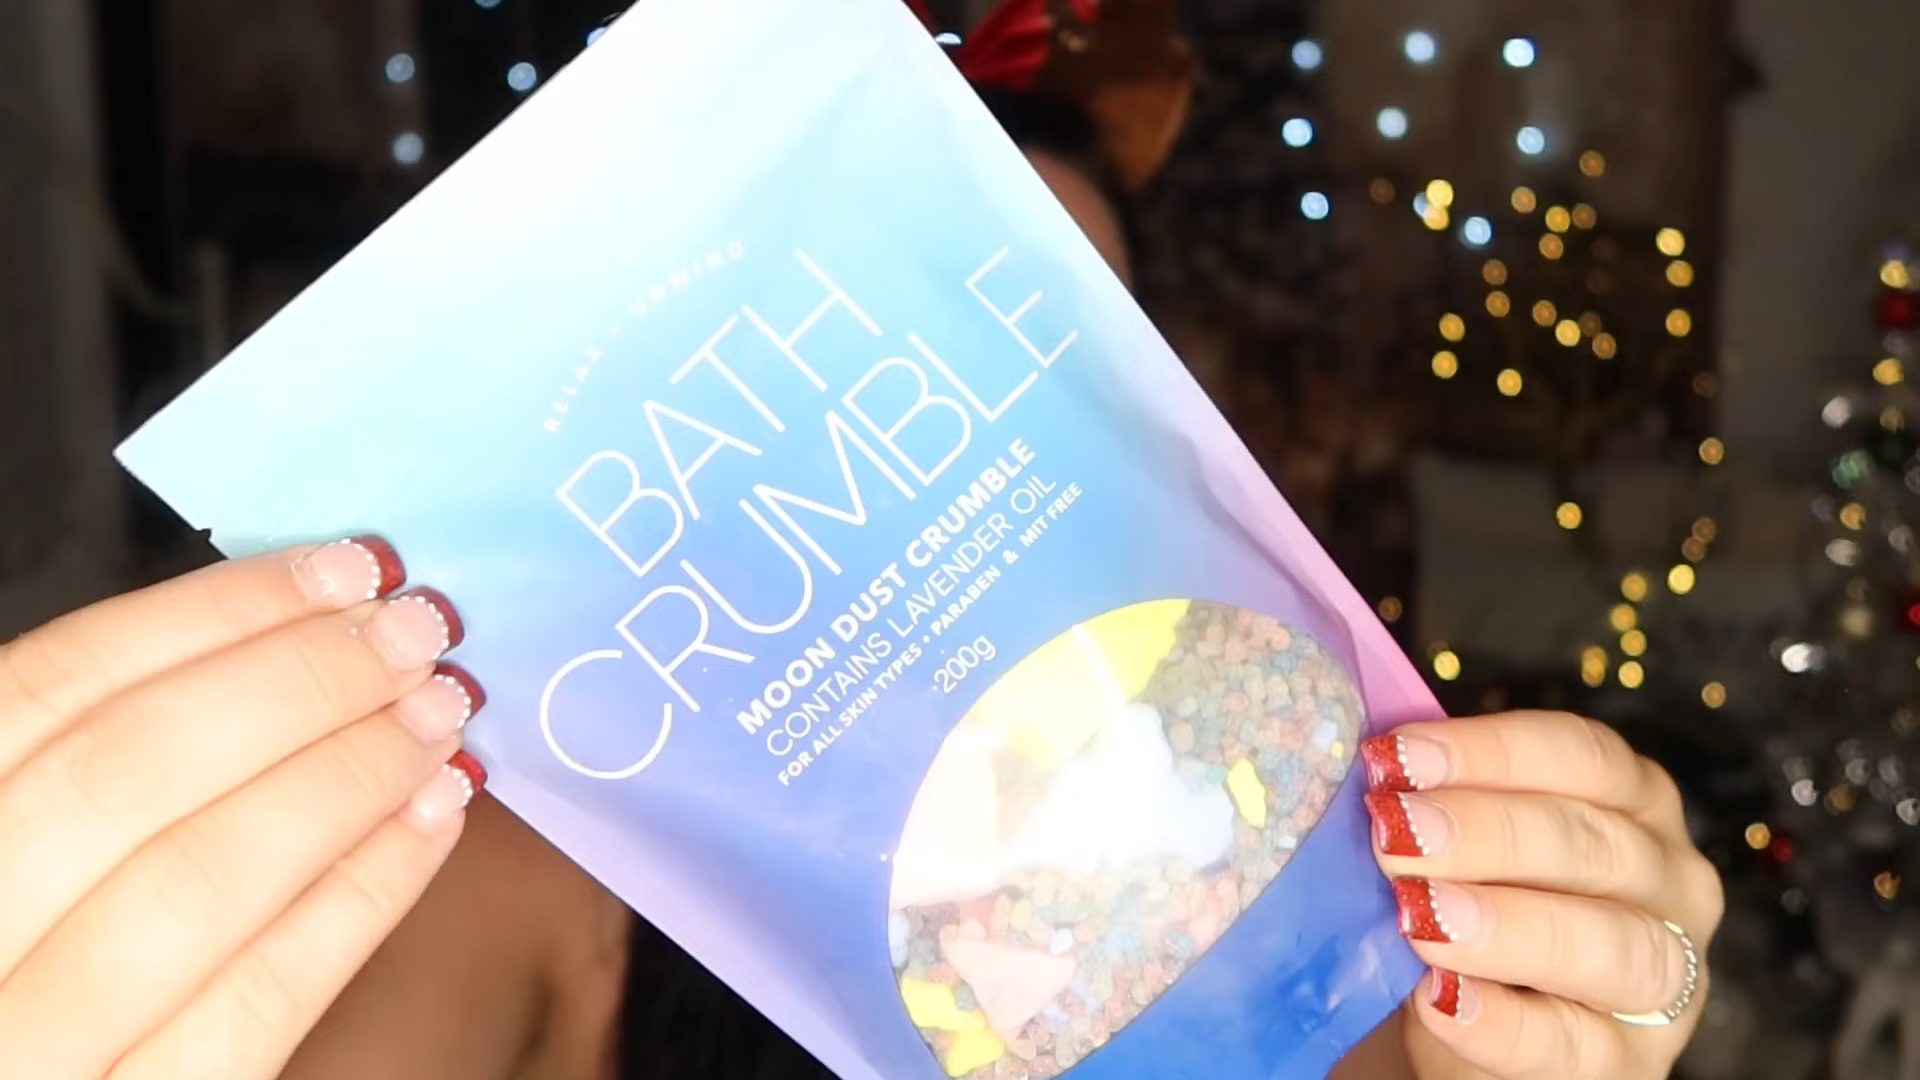 RELAX • UNWIND
BATH
CRUMBLE
MOON DUST CRUMBLE
CONTAINS LAVENDER OIL
FOR ALL SKIN TYPES • PARABEN & MIT FREE
200g